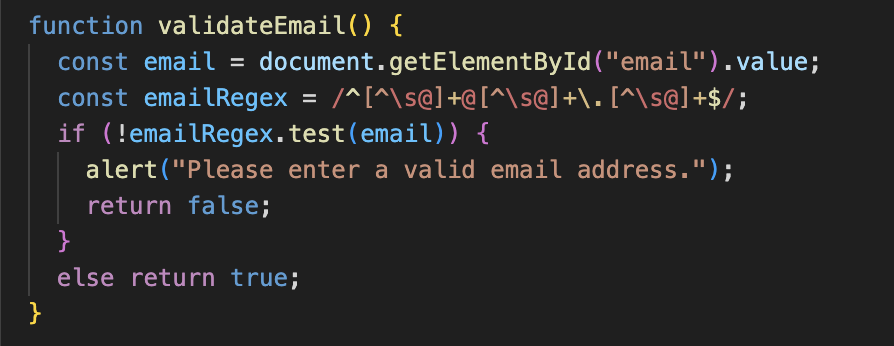 function validateEmail() {
  const email = document.getElementById("email").value;
  const emailRegex = /^[^\s@]+@[^\s@]+\.[^\s@]+$/;
  if (!emailRegex.test(email)) {
    alert("Please enter a valid email address.");
    return false;
  }
  else return true;
}